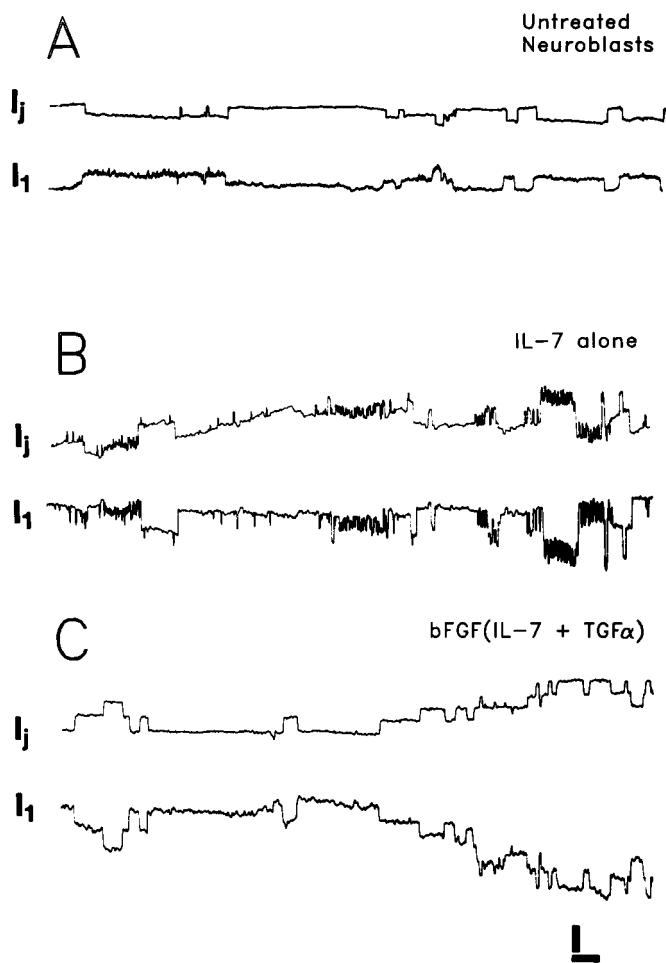 A
Untreated
Neuroblasts
Ij
I1
B
IL-7 alone
Ij
I1
C
bFGF(IL-7 + TGFα)
Ij
I1